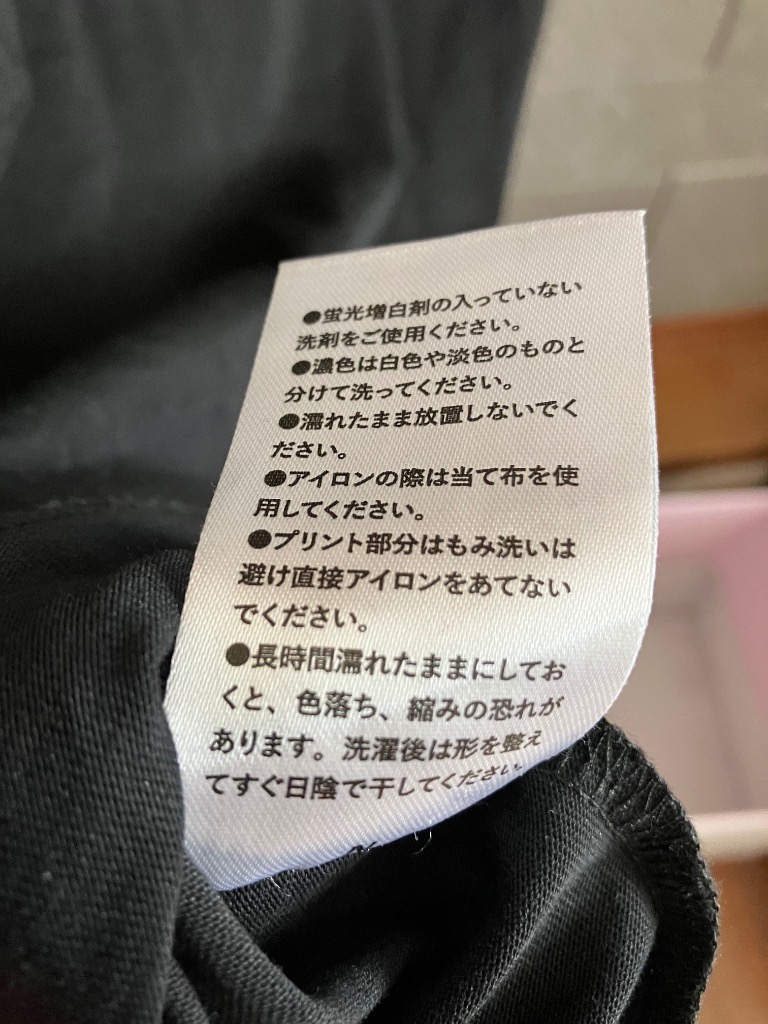 ●蛍光増白剤の入っていない
洗剤をご使用ください。
●濃色は白色や淡色のものと
分けて洗ってください。
●濡れたまま放置しないでく
ださい。
●アイロンの際は当て布を使
用してください。
●プリント部分はもみ洗いは
避け直接アイロンをあてない
でください。
●長時間濡れたままにしてお
くと、色落ち、縮みの恐れが
あります。洗濯後は形を整え
てすぐ日陰で干してください。